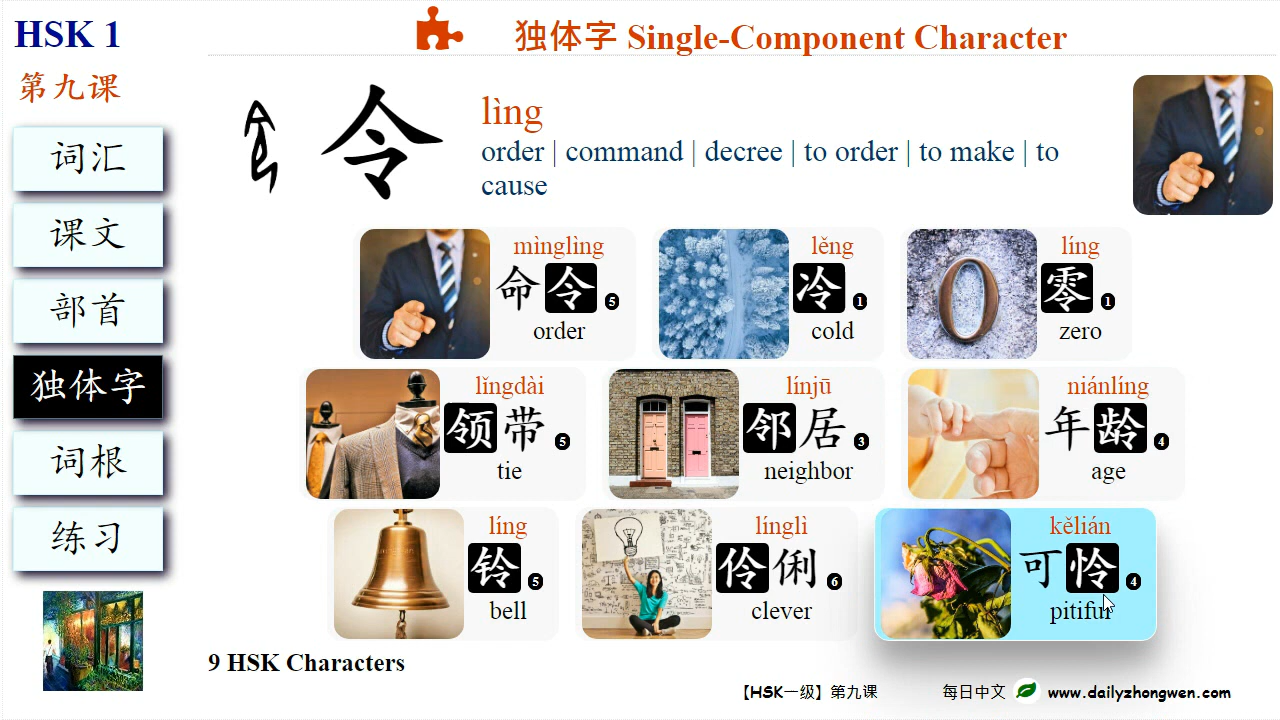 HSK 1
独体字 Single-Component Character
第九课
词汇
课文
部首
独体字
词根
练习
令
lìng
order | command | decree | to order | to make | to
cause
mìnglìng
命令 5
order
lěng
冷 1
cold
líng
零 1
zero
0
lǐngdài
领带 5
tie
línjū
邻居 3
neighbor
niánlíng
年龄 4
age
líng
铃 5
bell
línglì
伶俐 6
clever
kělián
可怜 4
pitiful
9 HSK Characters
【HSK一级】第九课
每日中文 www.dailyzhongwen.com